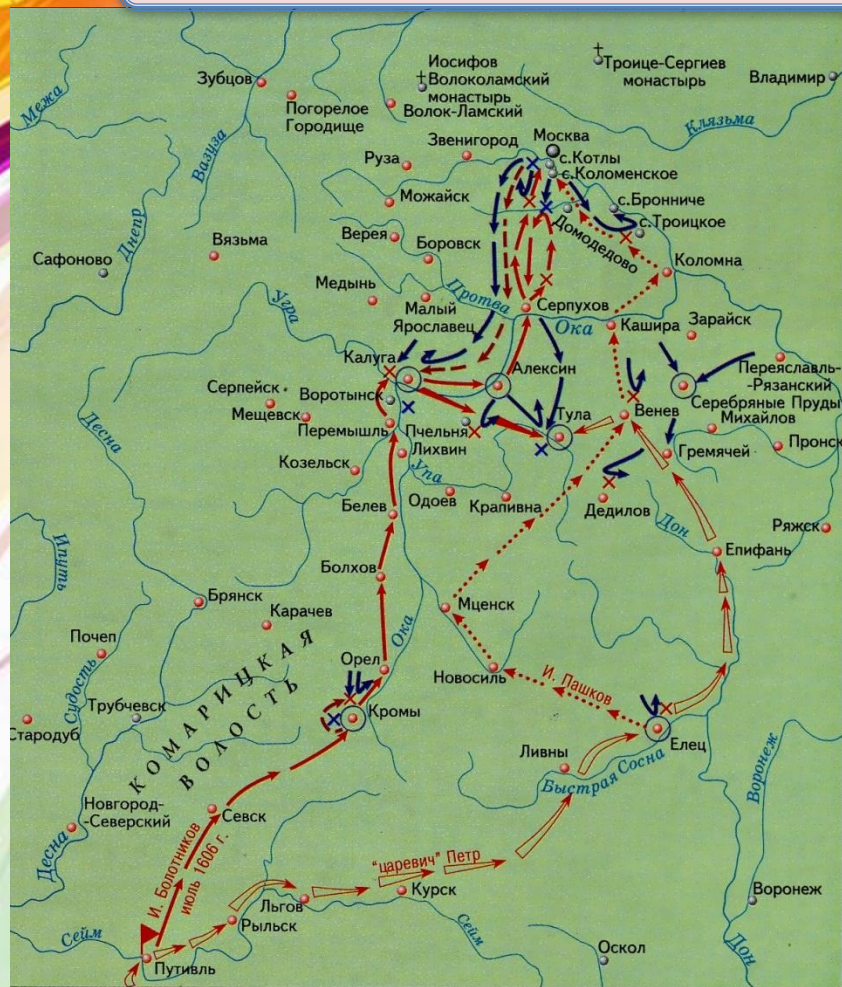 Межа
Зубцов
Погорелое
Городище
Вазуза
Иосифов
Волоколамский
монастырь
Волок-Ламский
Троице-Сергиев
монастырь
Владимир
Клязьма
Звенигород
Москва
с.Котлы
с.Коломенское
Руза
Можайск
с.Бронниче
с.Троицкое
Домодедово
Верея
Боровск
Вязьма
Днепр
Сафоново
Коломна
Медынь
Малый
Ярославец
Протва
Серпухов
Ока
Кашира
Зарайск
Угра
Калуга
Алексин
Переяславль-
-Рязанский
Серпейск
Мещевск
Воротынск
Перемышль
Пчельня
Тула
Венев
Серебряные Пруды
Михайлов
Пронск
Гремячей
Лихвин
Козельск
Упа
Одоев
Крапивна
Дедилов
Десна
Белев
Дон
Ряжск
Епифань
Ипуть
Болхов
Брянск
Карачев
Мценск
Почеп
Судость
Орел
Ока
Новосиль
И. Пашков
КОМАРИЦКАЯ
ВОЛОСТЬ
Трубчевск
Кромы
Стародуб
Елец
Ливны
Быстрая Сосна
Воронеж
Новгород-
-Северский
Десна
Севск
И. Болотников
июль 1606 г.
"царевич" Петр
Льгов
Курск
Рыльск
Воронеж
Сейм
Сейм
Путивль
Оскол
Дон